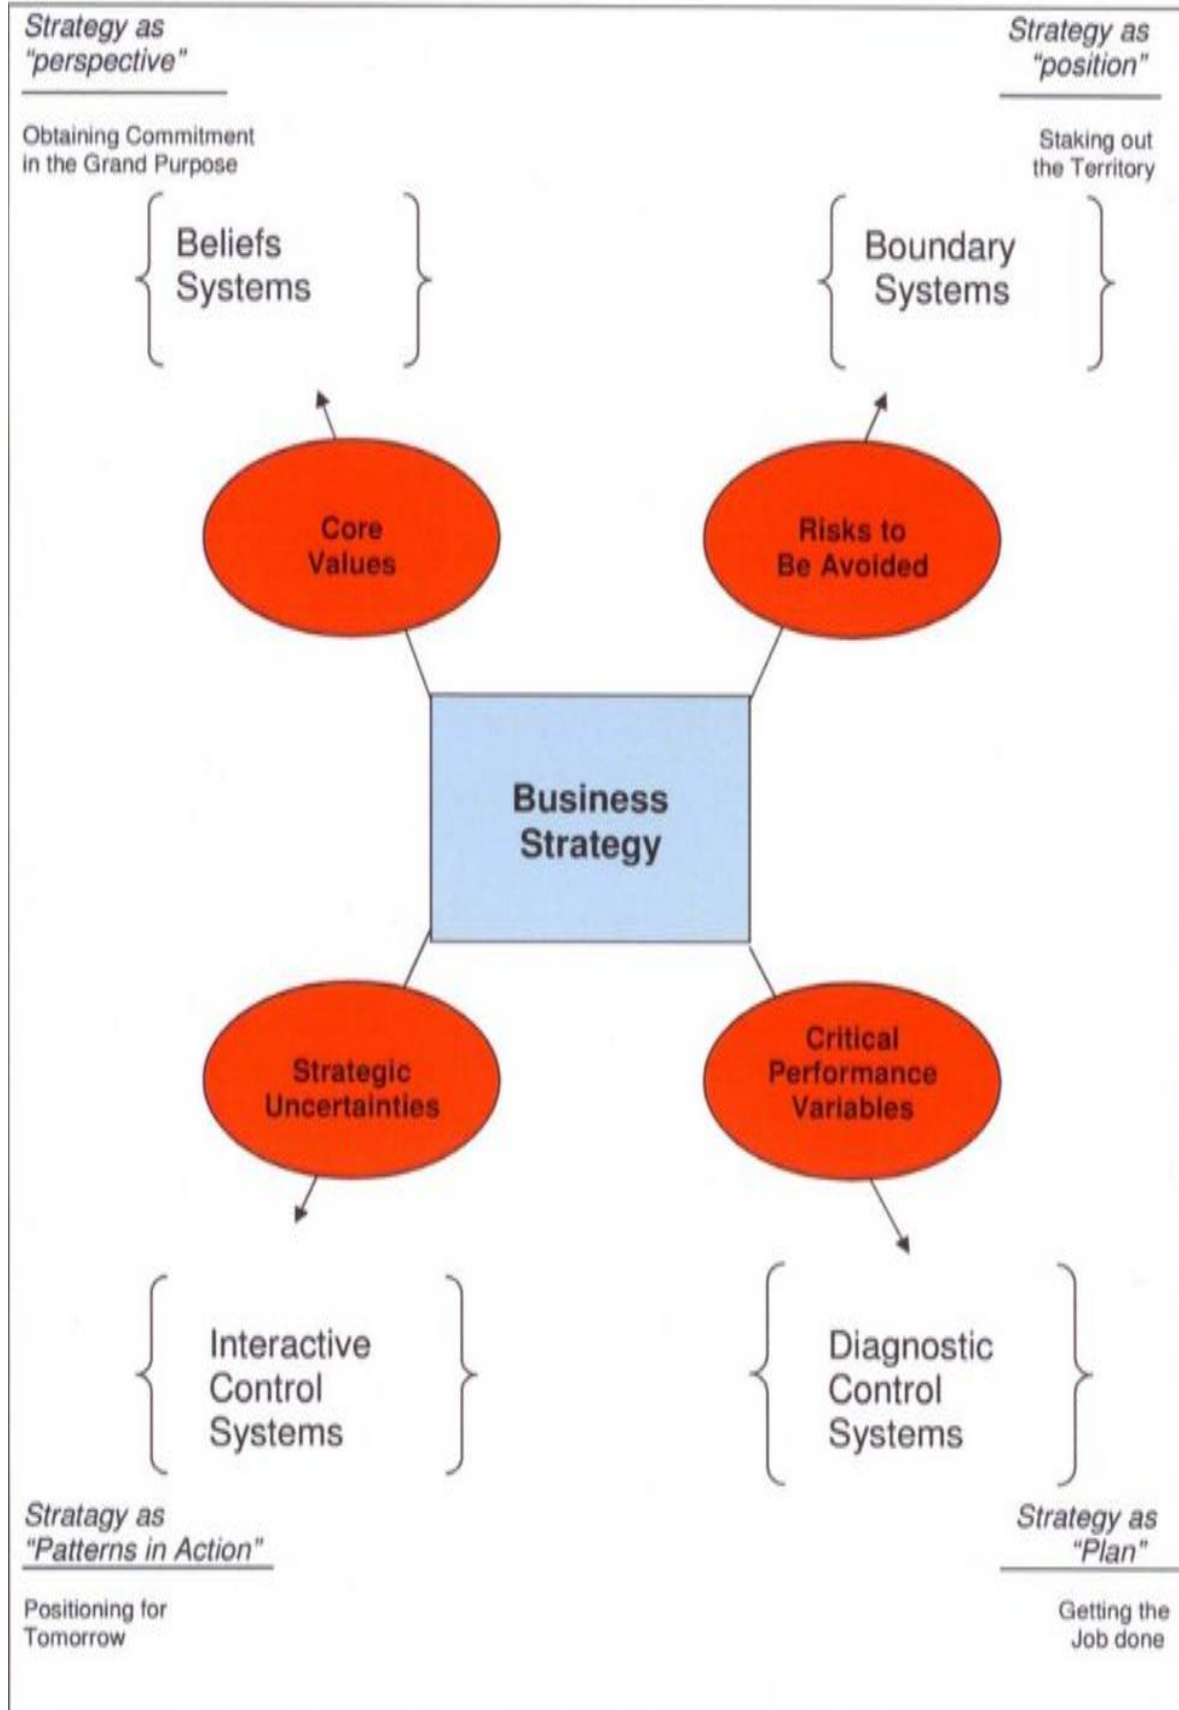 Strategy as
"perspective"
Obtaining Commitment
in the Grand Purpose
Beliefs
Systems
Strategy as
"position"
Staking out
the Territory
Boundary
Systems
Core
Values
Risks to
Be Avoided
Business
Strategy
Strategic
Uncertainties
Critical
Performance
Variables
Interactive
Control
Systems
Diagnostic
Control
Systems
Stratagy as
"Patterns in Action"
Positioning for
Tomorrow
Strategy as
"Plan"
Getting the
Job done